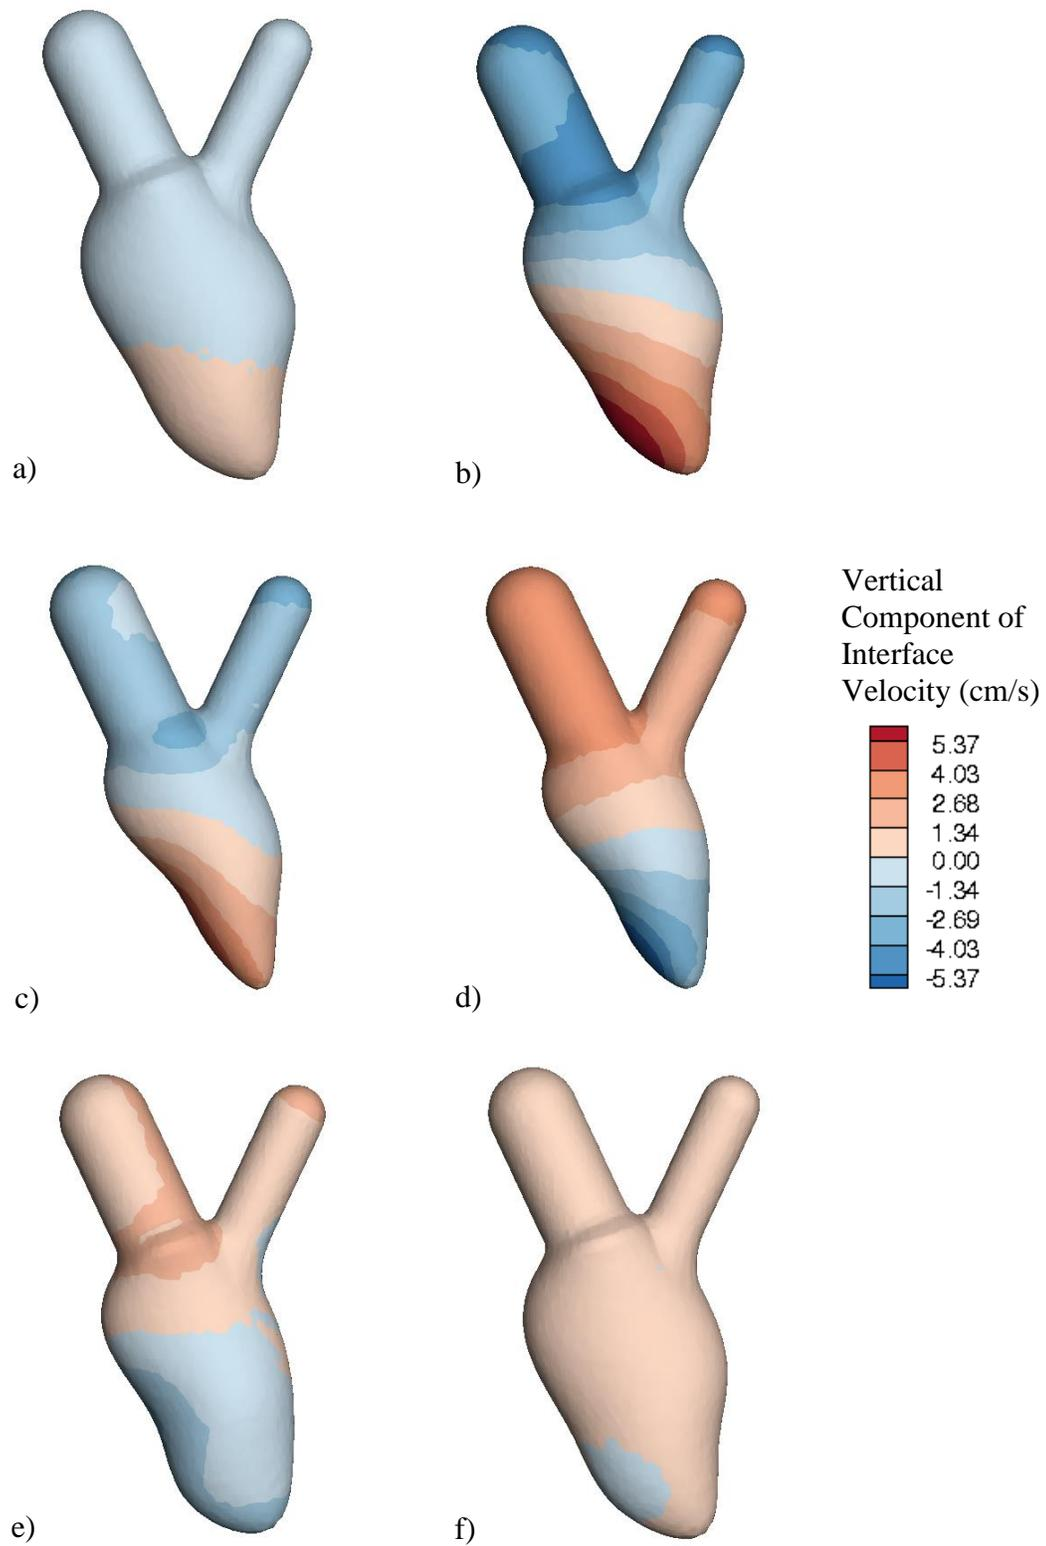 a)
b)
Vertical
Component of
Interface
Velocity (cm/s)
5.37
4.03
2.68
1.34
0.00
-1.34
-2.69
-4.03
-5.37
c)
d)
e)
f)